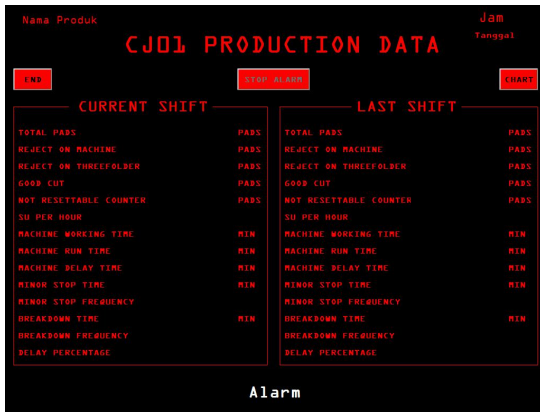 Nama Produk
Jam
Tanggal
CJ01 PRODUCTION DATA
END
STOP ALARM
CHART
CURRENT SHIFT
TOTAL PADS PADS
REJECT ON MACHINE PADS
REJECT ON THREEFOLDER PADS
GOOD CUT PADS
NOT RESETTABLE COUNTER PADS
SU PER HOUR
MACHINE WORKING TIME MIN
MACHINE RUN TIME MIN
MACHINE DELAY TIME MIN
MINOR STOP TIME MIN
MINOR STOP FREQUENCY
BREAKDOWN TIME MIN
BREAKDOWN FREQUENCY
DELAY PERCENTAGE
LAST SHIFT
TOTAL PADS PADS
REJECT ON MACHINE PADS
REJECT ON THREEFOLDER PADS
GOOD CUT PADS
NOT RESETTABLE COUNTER PADS
SU PER HOUR
MACHINE WORKING TIME MIN
MACHINE RUN TIME MIN
MACHINE DELAY TIME MIN
MINOR STOP TIME MIN
MINOR STOP FREQUENCY
BREAKDOWN TIME MIN
BREAKDOWN FREQUENCY
DELAY PERCENTAGE
Alarm